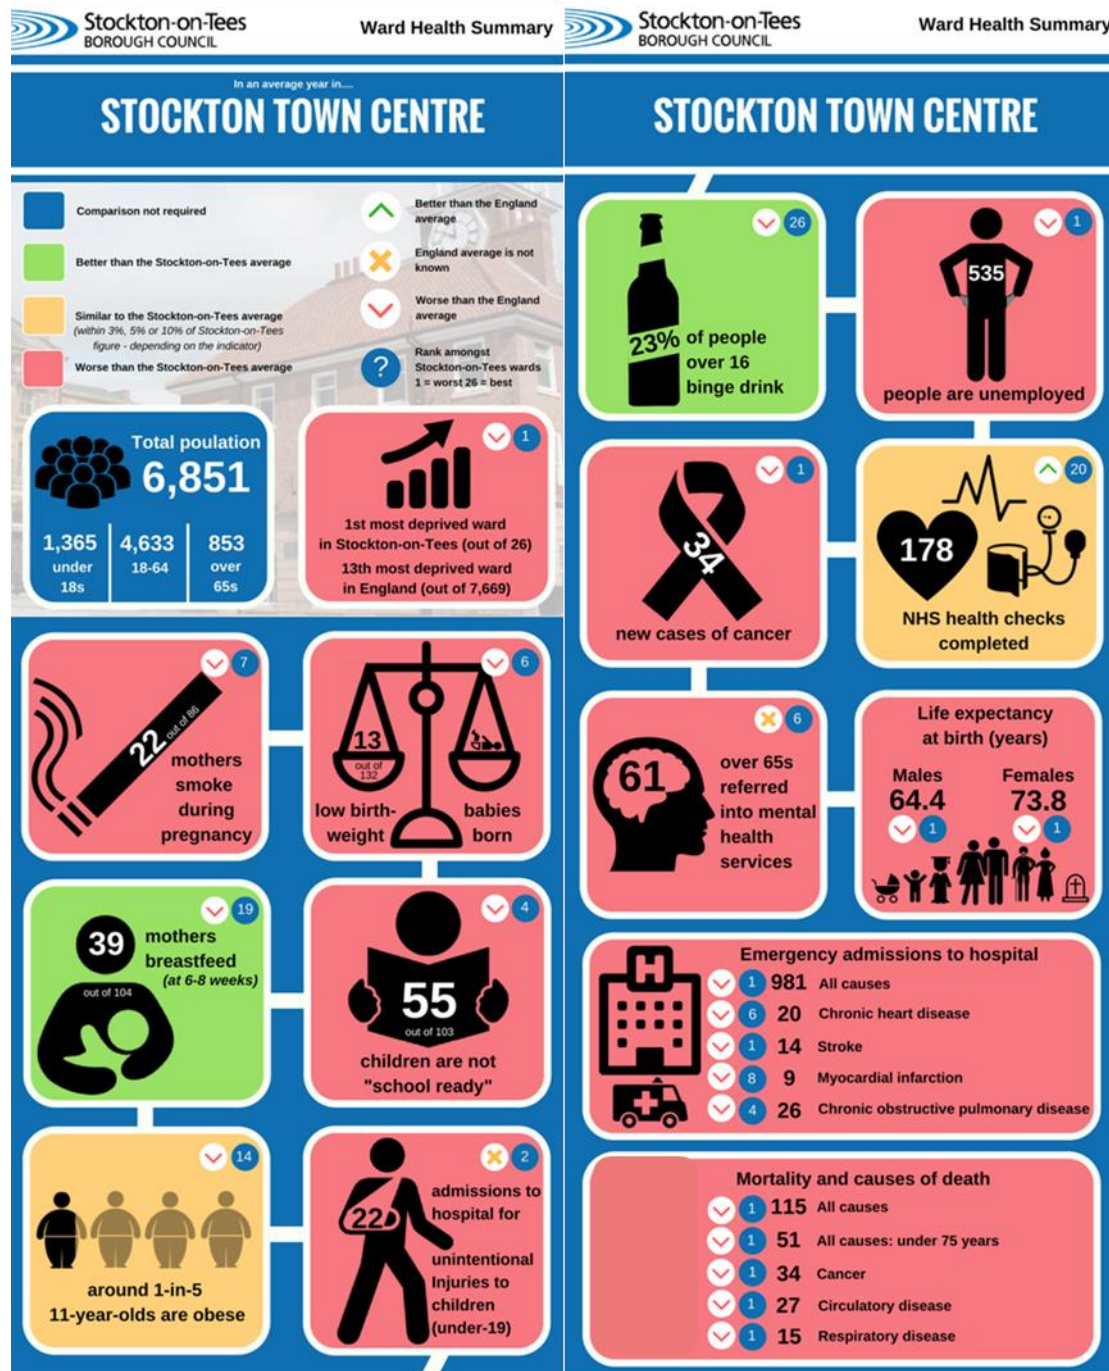 Stockton-on-Tees
BOROUGH COUNCIL
Ward Health Summary
In an average year in....
STOCKTON TOWN CENTRE
Comparison not required
Better than the Stockton-on-Tees average
Similar to the Stockton-on-Tees average
(within 3%, 5% or 10% of Stockton-on-Tees
figure - depending on the indicator)
Worse than the Stockton-on-Tees average
Better than the England
average
England average is not
known
Worse than the England
average
?
Rank amongst
Stockton-on-Tees wards
1 = worst 26 = best
Total poulation
6,851
1,365
under
18s
4,633
18-64
853
over
65s
1
1st most deprived ward
in Stockton-on-Tees (out of 26)
13th most deprived ward
in England (out of 7,669)
7
22 out of 86
mothers
smoke
during
pregnancy
6
13
out of
132
low birth-
weight
babies
born
19
39
out of 104
mothers
breastfeed
(at 6-8 weeks)
4
55
out of 103
children are not
"school ready"
14
around 1-in-5
11-year-olds are obese
2
22
admissions to
hospital for
unintentional
Injuries to
children
(under-19)
Stockton-on-Tees
BOROUGH COUNCIL
Ward Health Summary
STOCKTON TOWN CENTRE
26
23% of people
over 16
binge drink
1
535
people are unemployed
1
34
new cases of cancer
20
178
NHS health checks
completed
6
61
over 65s
referred
into mental
health
services
Life expectancy
at birth (years)
Males
64.4
1
Females
73.8
1
Emergency admissions to hospital
1 981 All causes
6 20 Chronic heart disease
1 14 Stroke
8 9 Myocardial infarction
4 26 Chronic obstructive pulmonary disease
H
Mortality and causes of death
1 115 All causes
1 51 All causes: under 75 years
1 34 Cancer
1 27 Circulatory disease
1 15 Respiratory disease